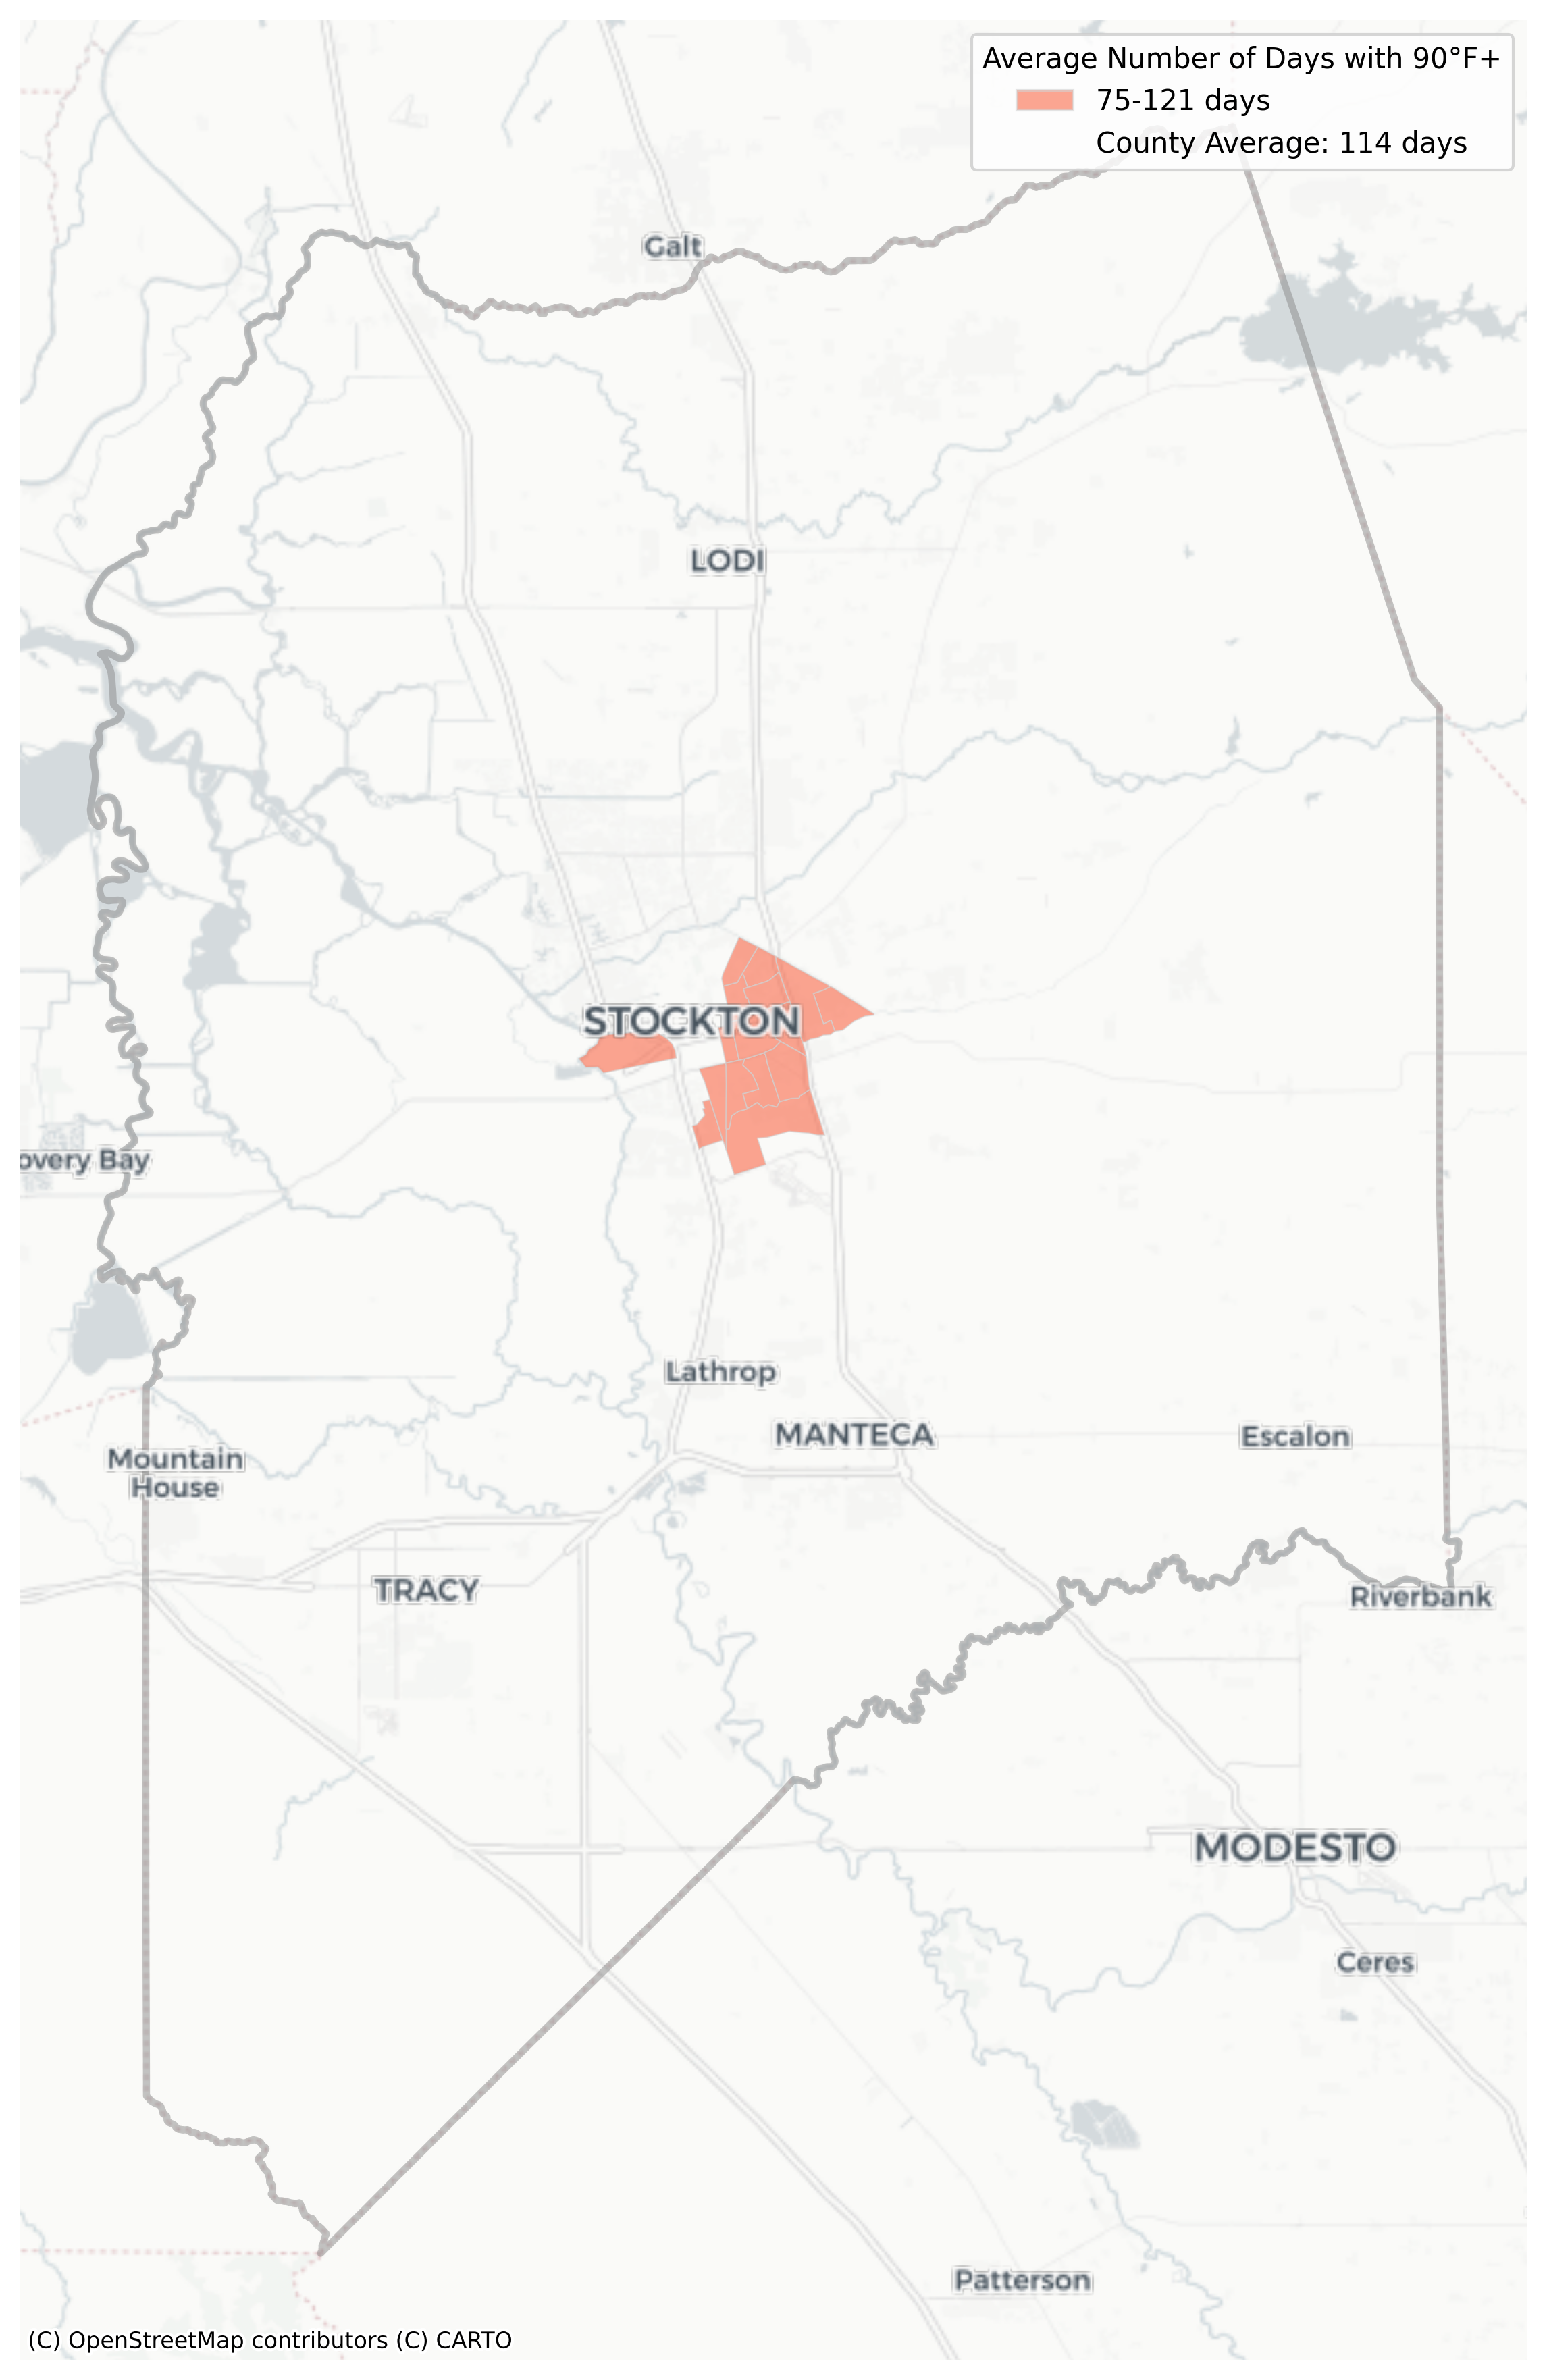 Average Number of Days with 90°F+
75-121 days
County Average: 114 days
Galt
LODI
STOCKTON
overy Bay
Lathrop
MANTECA
Escalon
Mountain
House
TRACY
Riverbank
MODESTO
Ceres
Patterson
(C) OpenStreetMap contributors (C) CARTO